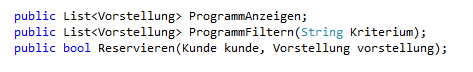 public List<Vorstellung> ProgrammAnzeigen;
public List<Vorstellung> ProgrammFiltern(String Kriterium);
public bool Reservieren(Kunde kunde, Vorstellung vorstellung);